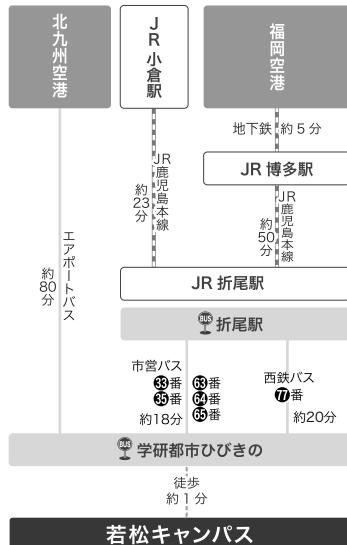 北九州空港
JR小倉駅
福岡空港
地下鉄 約5分
JR博多駅
JR鹿児島本線
約23分
JR鹿児島本線
約50分
エアポートバス
約80分
JR折尾駅
BUS 折尾駅
市営バス
33番 63番
35番 64番
65番
約18分
西鉄バス
77番
約20分
BUS 学研都市ひびきの
徒歩
約1分
若松キャンパス